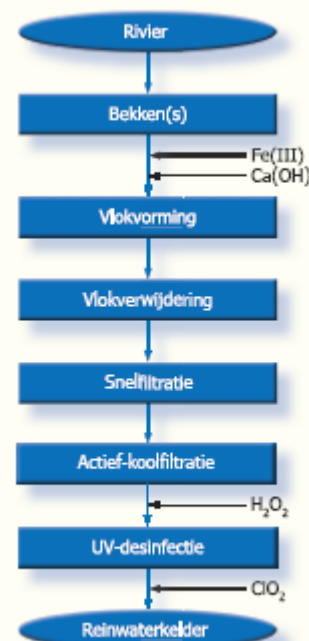 Rivier
Bekken(s)
Fe(III)
Ca(OH)
Vlokvorming
Vlokverwijdering
Snelfiltratie
Actief-koolfiltratie
H₂O₂
UV-desinfectie
ClO₂
Reinwaterkelder